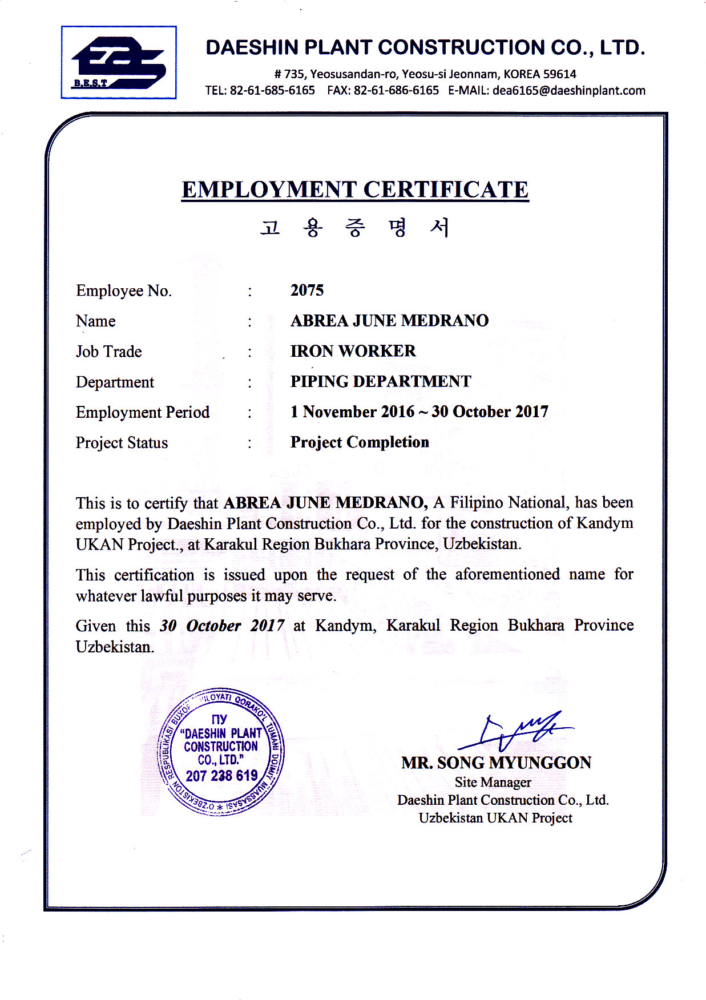 B.E.S.T
DAESHIN PLANT CONSTRUCTION CO., LTD.
# 735, Yeosusandan-ro, Yeosu-si Jeonnam, KOREA 59614
TEL: 82-61-685-6165 FAX: 82-61-686-6165 E-MAIL: dea6165@daeshinplant.com
EMPLOYMENT CERTIFICATE
고 용 증 명 서
Employee No. : 2075
Name : ABREA JUNE MEDRANO
Job Trade : IRON WORKER
Department : PIPING DEPARTMENT
Employment Period : 1 November 2016 ~ 30 October 2017
Project Status : Project Completion
This is to certify that ABREA JUNE MEDRANO, A Filipino National, has been
employed by Daeshin Plant Construction Co., Ltd. for the construction of Kandym
UKAN Project., at Karakul Region Bukhara Province, Uzbekistan.
This certification is issued upon the request of the aforementioned name for
whatever lawful purposes it may serve.
Given this 30 October 2017 at Kandym, Karakul Region Bukhara Province
Uzbekistan.
O'ZBEKISTON RESPUBLIKASI QORAKO'L TUMANI DOIMIY MUASSASASI *
ПУ
"DAESHIN PLANT
CONSTRUCTION
CO., LTD."
207 238 619
MR. SONG MYUNGGON
Site Manager
Daeshin Plant Construction Co., Ltd.
Uzbekistan UKAN Project